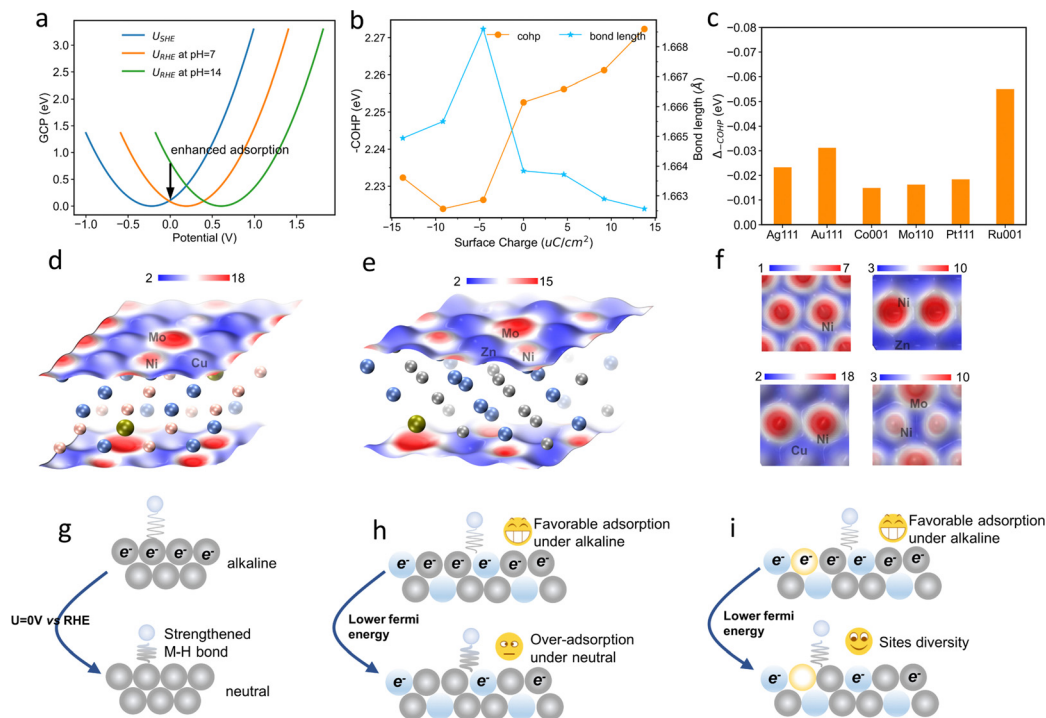 a
U_SHE
U_RHE at pH=7
U_RHE at pH=14
enhanced adsorption
GCP (eV)
3.0
2.5
2.0
1.5
1.0
0.5
0.0
−1.0 −0.5 0.0 0.5 1.0 1.5
Potential (V)
b
cohp
bond length
-COHP (eV)
2.27
2.26
2.25
2.24
2.23
Bond length (Å)
1.668
1.667
1.666
1.665
1.664
1.663
−15 −10 −5 0 5 10 15
Surface Charge (uC/cm²)
c
Δ−COHP (eV)
−0.08
−0.06
−0.05
−0.03
−0.02
0.00
Ag111 Au111 Co001 Mo110 Pt111 Ru001
d
2 18
Mo
Ni Cu
e
2 15
Mo
Zn Ni
f
1 7
Ni
3 10
Ni
Zn
2 18
Ni
Cu
3 10
Mo
Ni
g
e- e- e- e-
alkaline
U=0V vs RHE
Strengthened
M-H bond
neutral
h
Favorable adsorption
under alkaline
e- e- e- e- e- e-
Lower fermi
energy
Over-adsorption
under neutral
e- e- e-
i
Favorable adsorption
under alkaline
e- e- e- e- e- e-
Lower fermi
energy
Sites diversity
e- e- e-